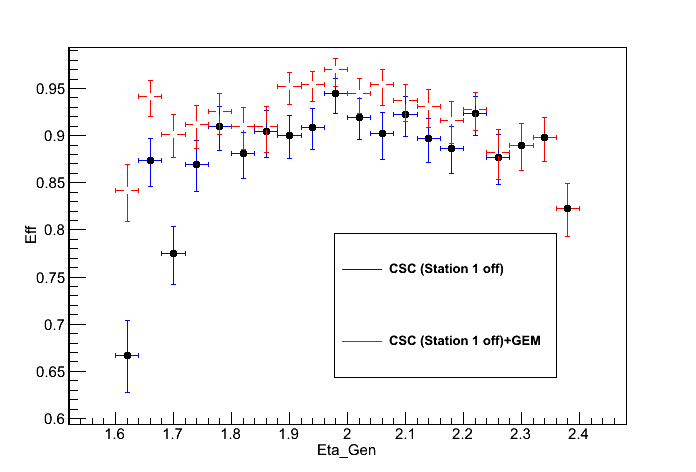 0.95
0.9
0.85
0.8
0.75
0.7
0.65
0.6
Eff
CSC (Station 1 off)
CSC (Station 1 off)+GEM
1.6 1.7 1.8 1.9 2 2.1 2.2 2.3 2.4
Eta_Gen